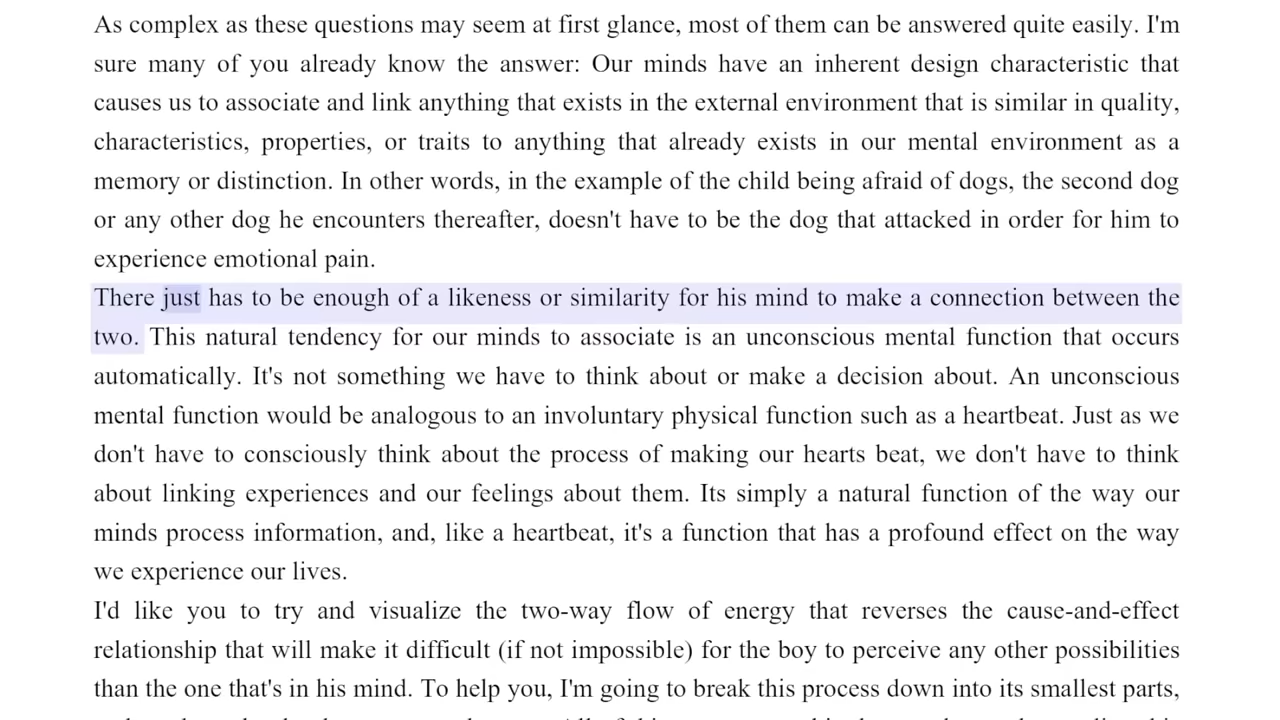 As complex as these questions may seem at first glance, most of them can be answered quite easily. I'm
sure many of you already know the answer: Our minds have an inherent design characteristic that
causes us to associate and link anything that exists in the external environment that is similar in quality,
characteristics, properties, or traits to anything that already exists in our mental environment as a
memory or distinction. In other words, in the example of the child being afraid of dogs, the second dog
or any other dog he encounters thereafter, doesn't have to be the dog that attacked in order for him to
experience emotional pain.
There just has to be enough of a likeness or similarity for his mind to make a connection between the
two. This natural tendency for our minds to associate is an unconscious mental function that occurs
automatically. It's not something we have to think about or make a decision about. An unconscious
mental function would be analogous to an involuntary physical function such as a heartbeat. Just as we
don't have to consciously think about the process of making our hearts beat, we don't have to think
about linking experiences and our feelings about them. Its simply a natural function of the way our
minds process information, and, like a heartbeat, it's a function that has a profound effect on the way
we experience our lives.
I'd like you to try and visualize the two-way flow of energy that reverses the cause-and-effect
relationship that will make it difficult (if not impossible) for the boy to perceive any other possibilities
than the one that's in his mind. To help you, I'm going to break this process down into its smallest parts,